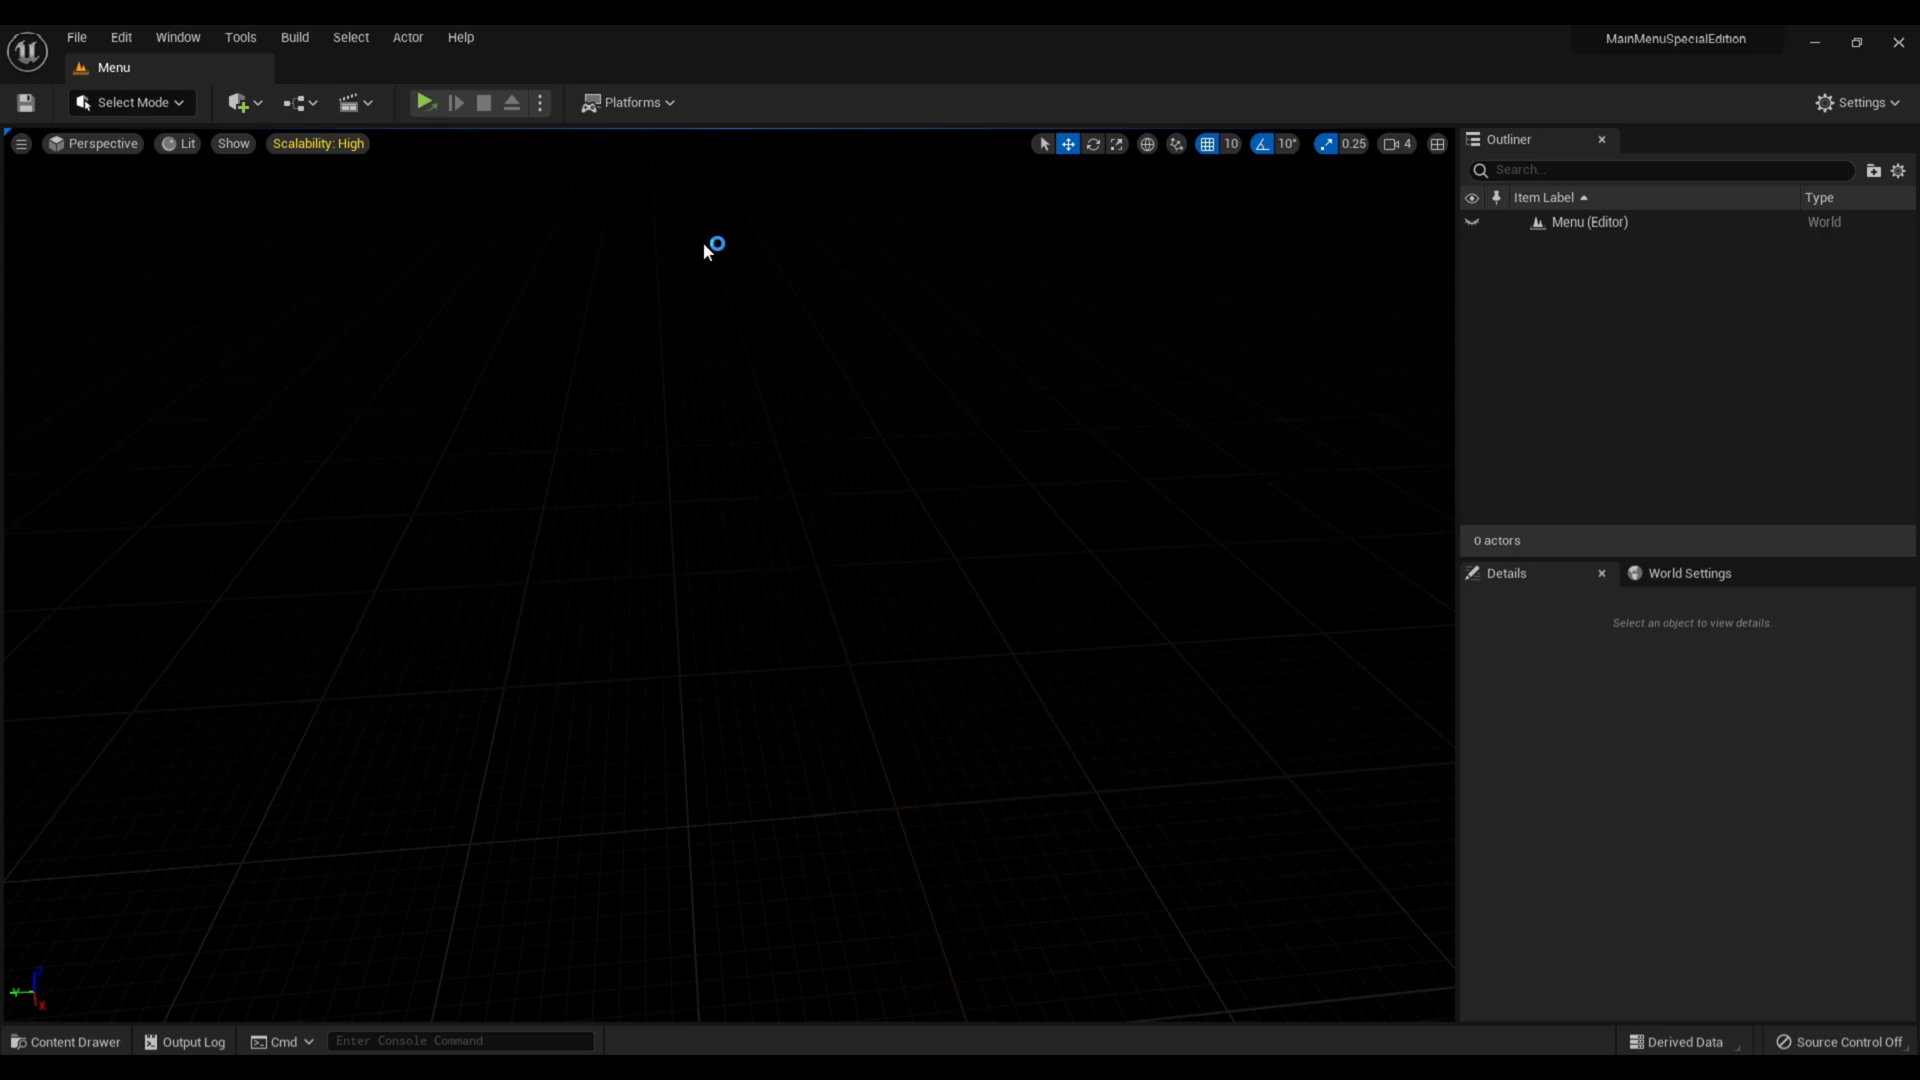 File Edit Window Tools Build Select Actor Help
MainMenuSpecialEdition
Menu
Select Mode
Platforms
Settings
Perspective Lit Show Scalability: High
10 10° 0.25 4
Outliner
Search...
Item Label Type
Menu (Editor) World
0 actors
Details World Settings
Select an object to view details.
Z
Y
X
Content Drawer Output Log Cmd Enter Console Command Derived Data Source Control Off